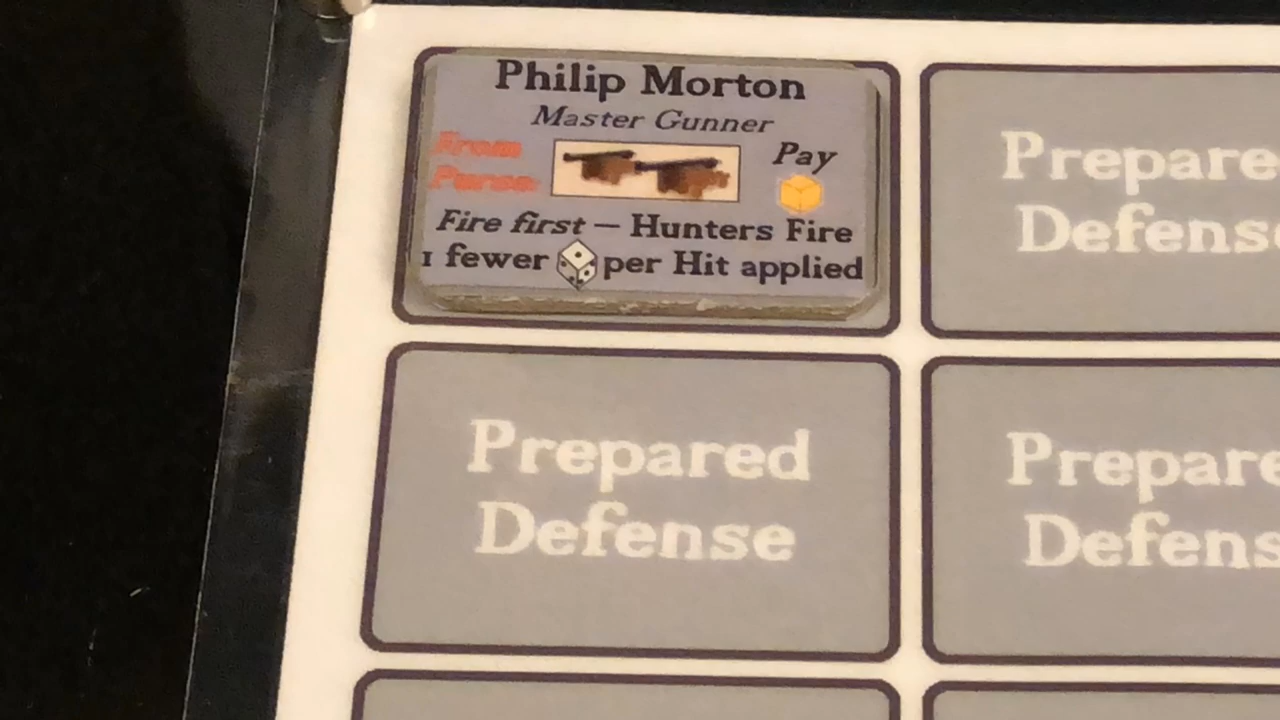 Philip Morton
Master Gunner
From
Purse:
Pay
Fire first — Hunters Fire
1 fewer per Hit applied
Prepare
Defense
Prepared
Defense
Prepare
Defens